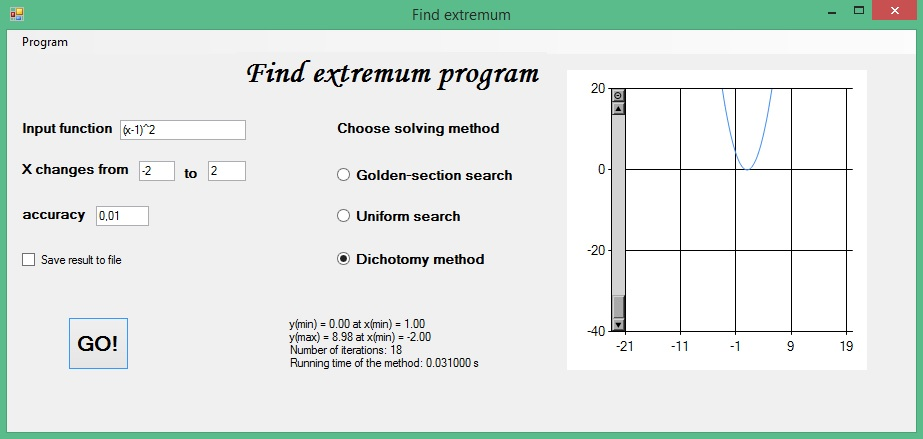 Find extremum
Program
Find extremum program
Input function (x-1)^2
X changes from -2 to 2
accuracy 0,01
Save result to file
GO!
Choose solving method
Golden-section search
Uniform search
Dichotomy method
y(min) = 0.00 at x(min) = 1.00
y(max) = 8.98 at x(min) = -2.00
Number of iterations: 18
Running time of the method: 0.031000 s
20
0
-20
-40
-21 -11 -1 9 19